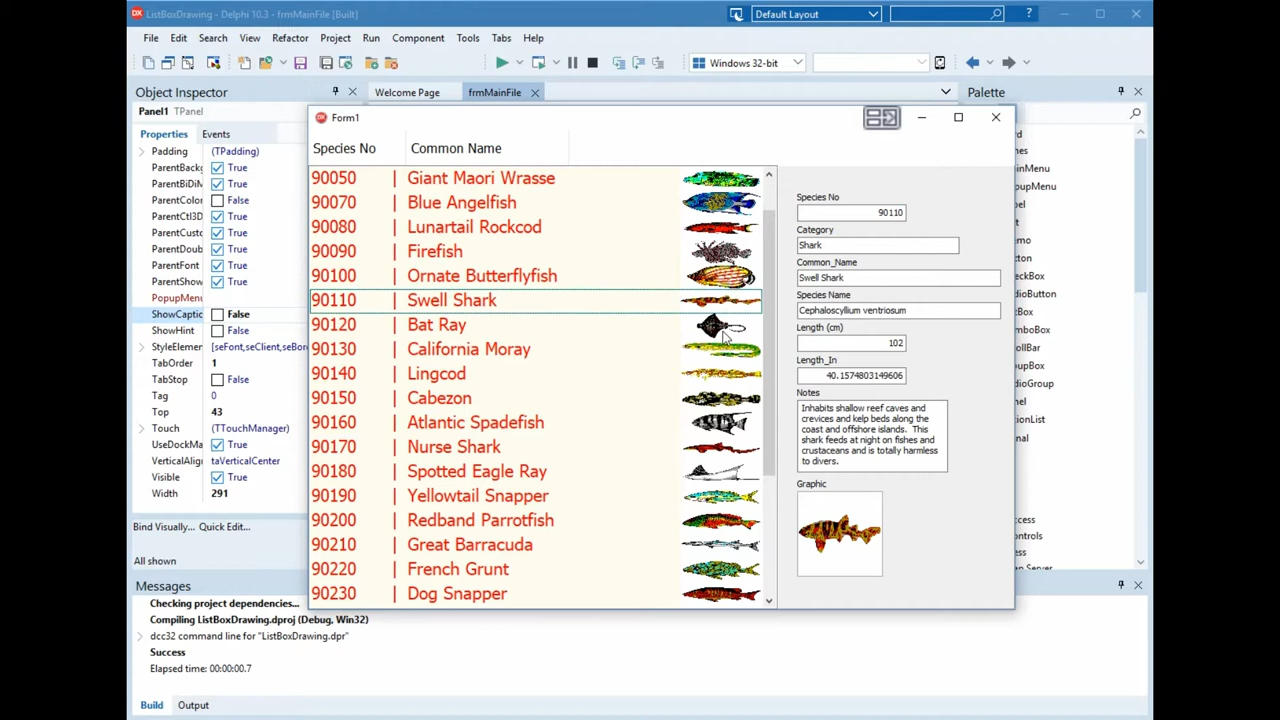 ListBoxDrawing - Delphi 10.3 - frmMainFile [Built]
Default Layout
?
File Edit Search View Refactor Project Run Component Tools Tabs Help
Windows 32-bit
Object Inspector
Welcome Page
frmMainFile
Palette
Panel1 TPanel
Properties
Events
Padding (TPadding)
ParentBackg True
ParentBiDiM True
ParentColor False
ParentCtl3D True
ParentCusto True
ParentDoub True
ParentFont True
ParentShow True
PopupMenu
ShowCaptic False
ShowHint False
StyleElemen [seFont,seClient,seBor
TabOrder 1
TabStop False
Tag 0
Top 43
Touch (TTouchManager)
UseDockMa True
VerticalAlign taVerticalCenter
Visible True
Width 291
Bind Visually... Quick Edit...
All shown
DX Form1
Species No
Common Name
90050 | Giant Maori Wrasse
90070 | Blue Angelfish
90080 | Lunartail Rockcod
90090 | Firefish
90100 | Ornate Butterflyfish
90110 | Swell Shark
90120 | Bat Ray
90130 | California Moray
90140 | Lingcod
90150 | Cabezon
90160 | Atlantic Spadefish
90170 | Nurse Shark
90180 | Spotted Eagle Ray
90190 | Yellowtail Snapper
90200 | Redband Parrotfish
90210 | Great Barracuda
90220 | French Grunt
90230 | Dog Snapper
Species No
90110
Category
Shark
Common_Name
Swell Shark
Species Name
Cephaloscyllium ventriosum
Length (cm)
102
Length_In
40.1574803149606
Notes
Inhabits shallow reef caves and
crevices and kelp beds along the
coast and offshore islands. This
shark feeds at night on fishes and
crustaceans and is totally harmless
to divers.
Graphic
Messages
Checking project dependencies...
Compiling ListBoxDrawing.dproj (Debug, Win32)
dcc32 command line for "ListBoxDrawing.dpr"
Success
Elapsed time: 00:00:00.7
Build
Output